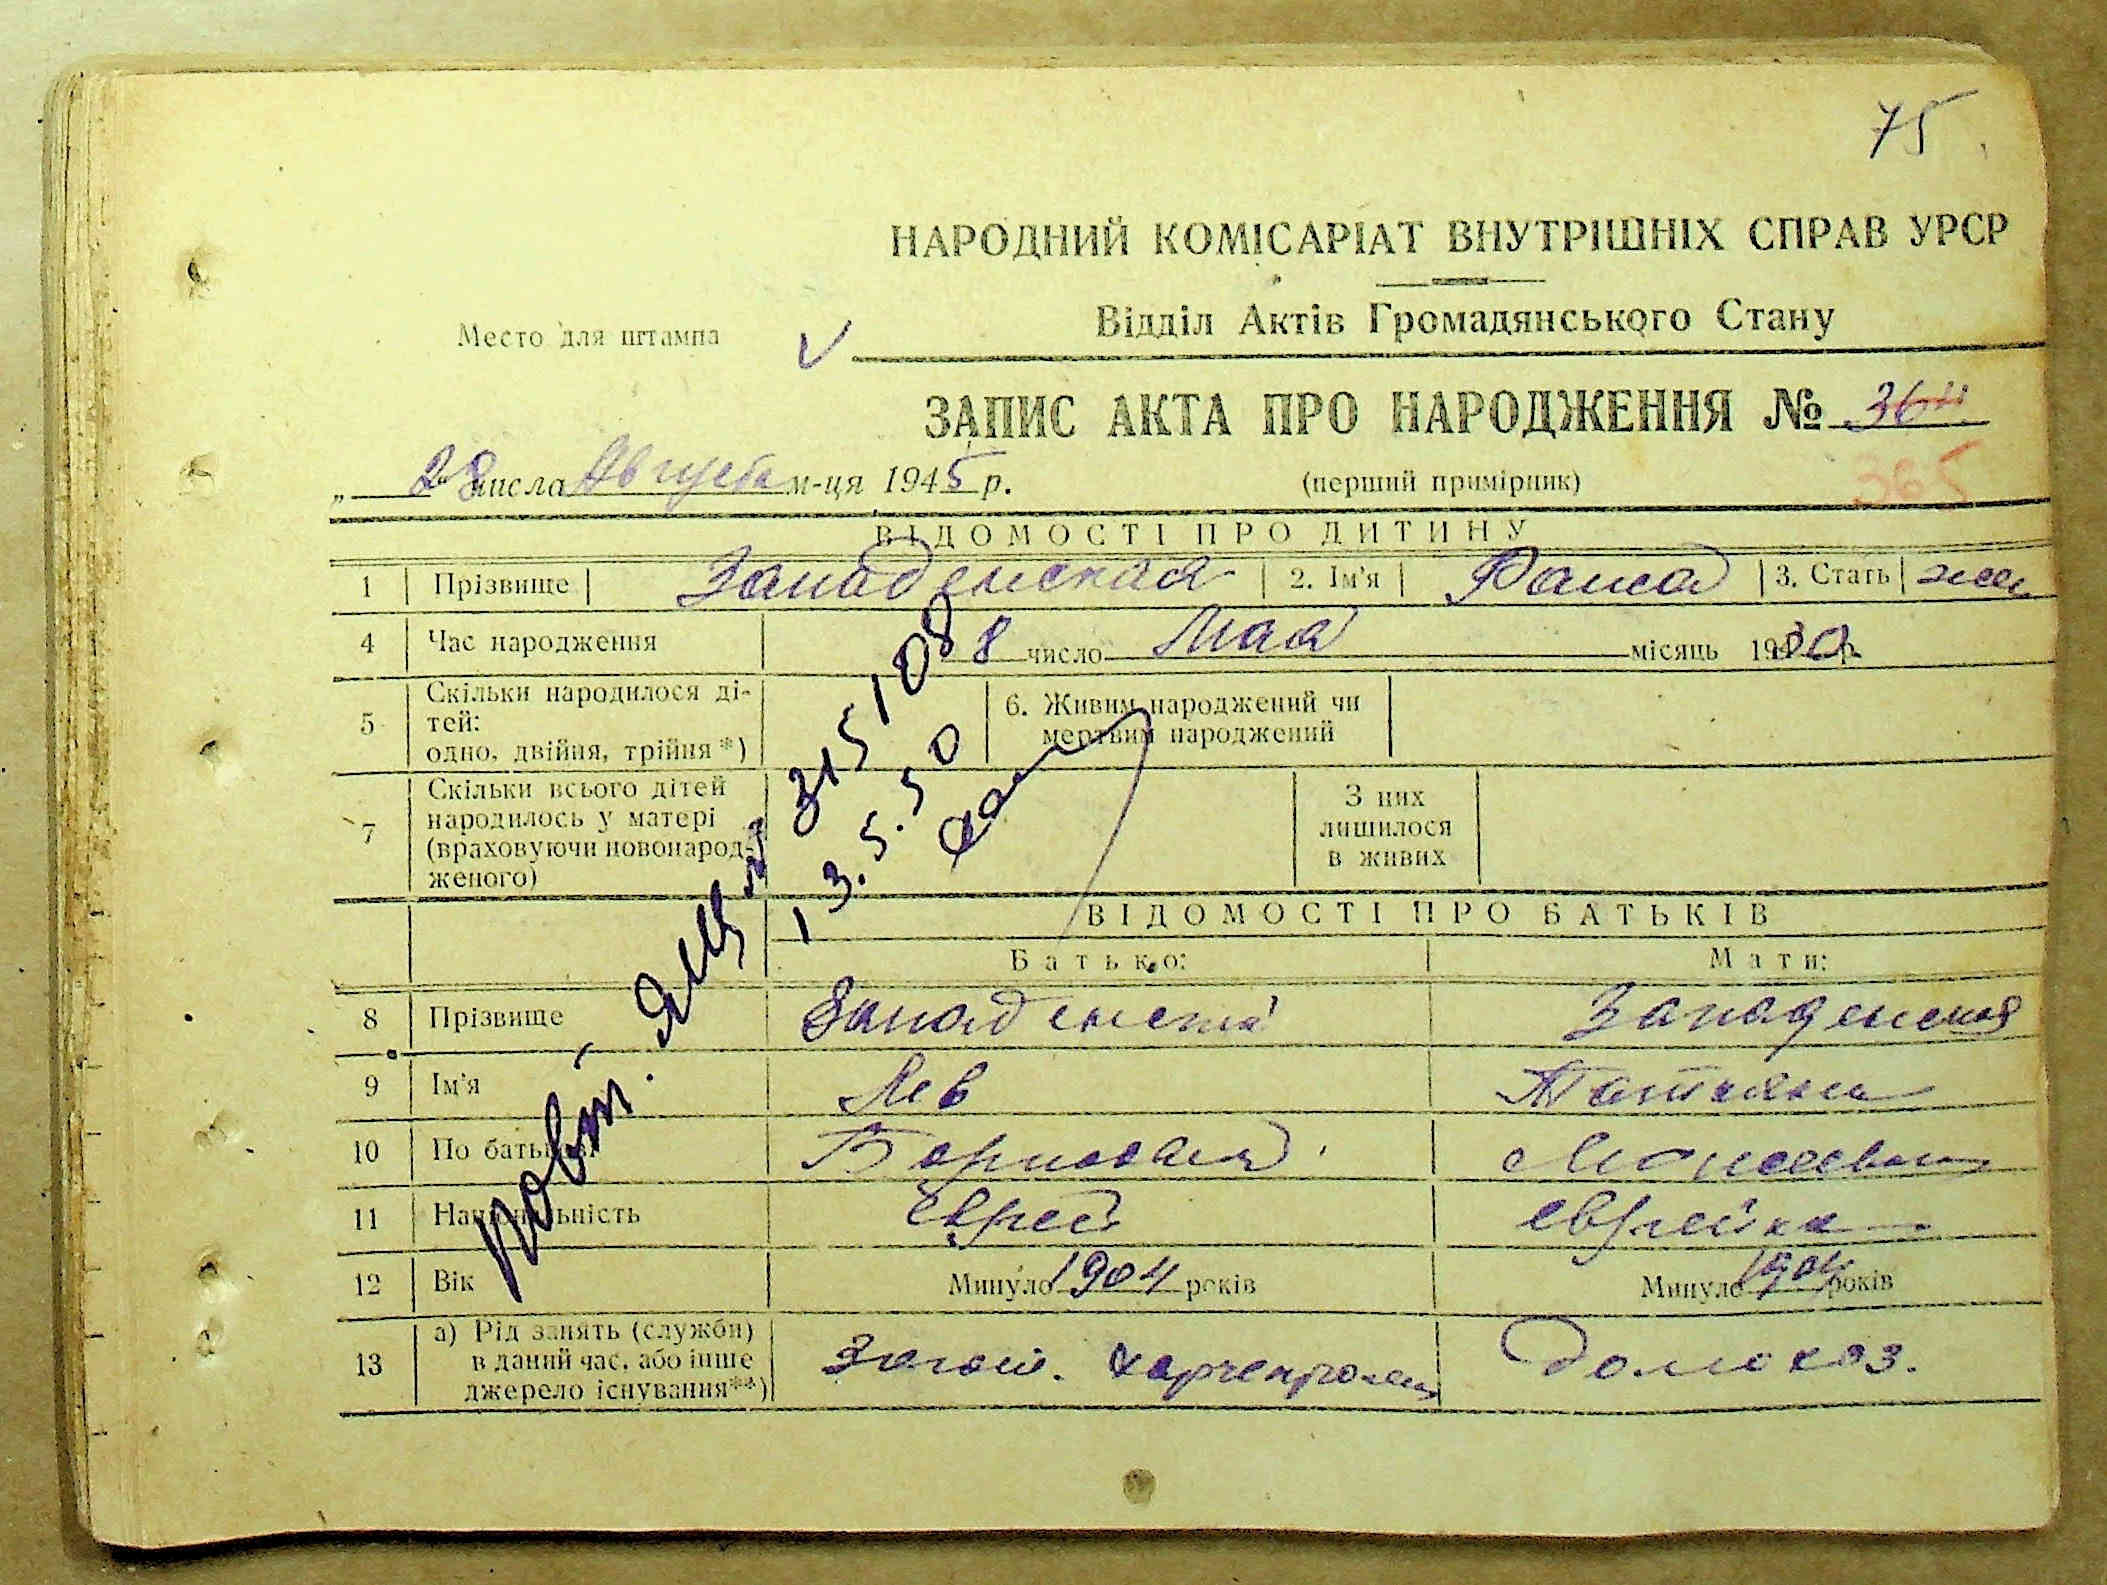 75
НАРОДНИЙ КОМІСАРІАТ ВНУТРІШНІХ СПРАВ УРСР
Место для штампа
Відділ Актів Громадянського Стану
ЗАПИС АКТА ПРО НАРОДЖЕННЯ №
„28 числа Августа м-ця 1945 р. (перший примірник) 365
ВІДОМОСТІ ПРО ДИТИНУ
1 Прізвище Западенская 2. Ім'я Раиса 3. Стать жен
4 Час народження 8 число Мая місяць 1930 р.
5 Скільки народилося ді-
тей:
одно, двійня, трійня*)
6. Живим народжений чи
мертвим народжений
7 Скільки всього дітей
народилось у матері
(враховуючи новонарод-
женого)
З них
лишилося
в живих
13.5.50
ВІДОМОСТІ ПРО БАТЬКІВ
Батько: Мати:
8 Прізвище Западенский Западенская
9 Ім'я Лев Татьяна
10 По батькові Борисович Моисеевна
11 Національність Еврей еврейка
12 Вік Минуло 1904 років Минуло 1904 років
13 а) Рід занять (служби)
в даний час, або інше
джерело існування**)
домохоз.